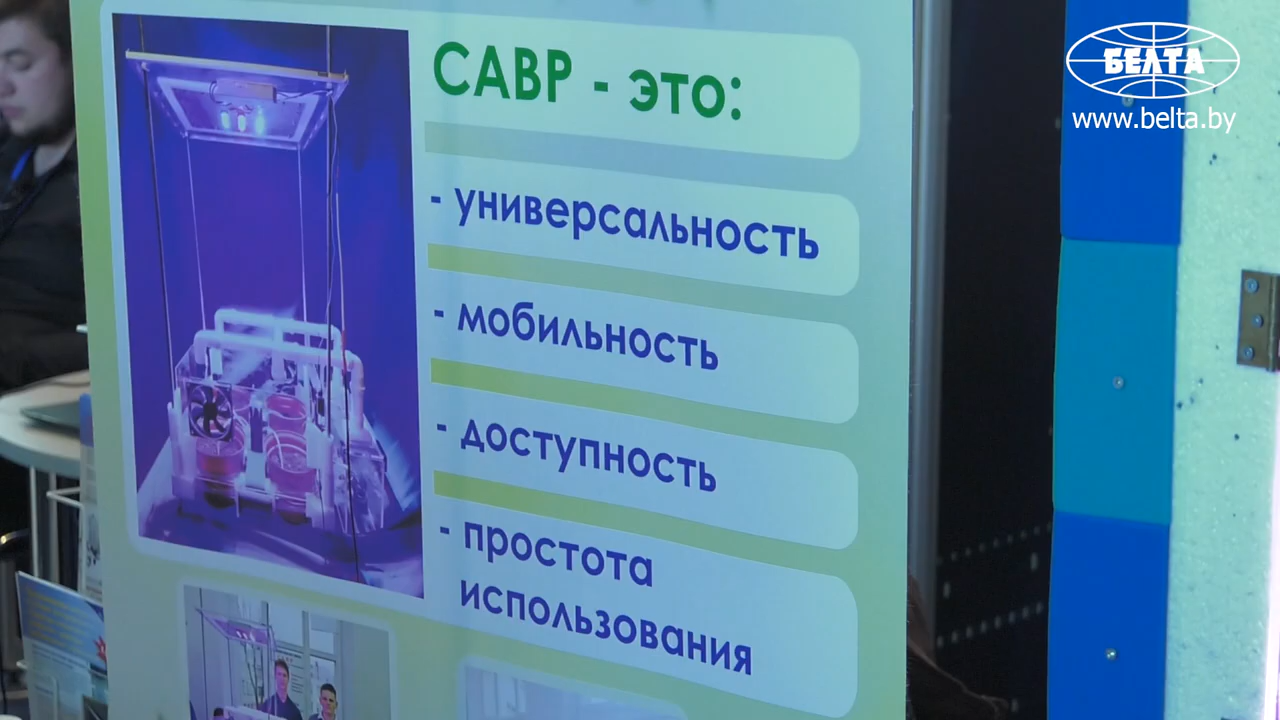 БЕЛТА
www.belta.by
САВР - это:
- универсальность
- мобильность
- доступность
- простота
использования